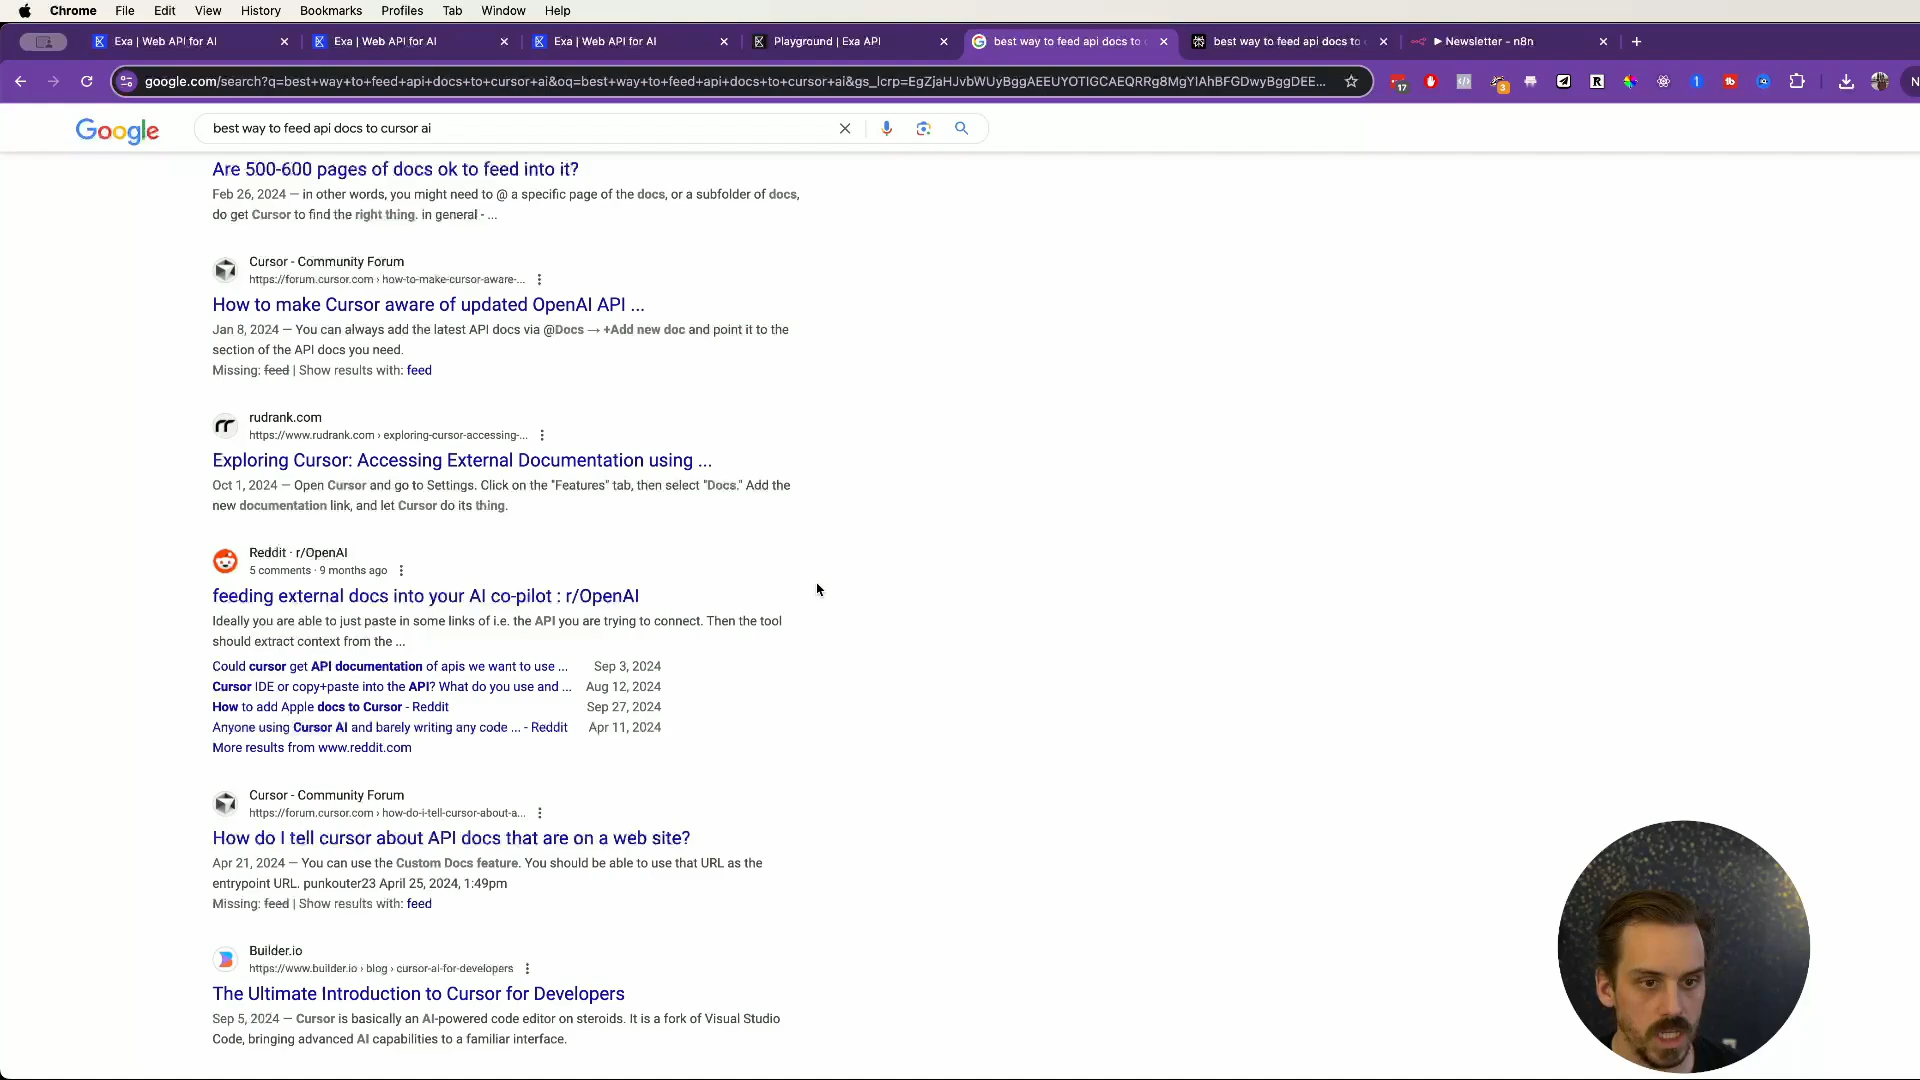 Chrome File Edit View History Bookmarks Profiles Tab Window Help
Exa | Web API for AI
Exa | Web API for AI
Exa | Web API for AI
Playground | Exa API
best way to feed api docs to
best way to feed api docs to
Newsletter - n8n
google.com/search?q=best+way+to+feed+api+docs+to+cursor+ai&oq=best+way+to+feed+api+docs+to+cursor+ai&gs_lcrp=EgZjaHJvbWUyBggAEEUYOTIGCAEQRRg8MgYIAhBFGDwyBggDEE...
17
3
Google
best way to feed api docs to cursor ai
Are 500-600 pages of docs ok to feed into it?
Feb 26, 2024 — in other words, you might need to @ a specific page of the docs, or a subfolder of docs,
do get Cursor to find the right thing. in general - ...
Cursor - Community Forum
https://forum.cursor.com › how-to-make-cursor-aware-...
How to make Cursor aware of updated OpenAI API ...
Jan 8, 2024 — You can always add the latest API docs via @Docs → +Add new doc and point it to the
section of the API docs you need.
Missing: feed | Show results with: feed
rudrank.com
https://www.rudrank.com › exploring-cursor-accessing-...
Exploring Cursor: Accessing External Documentation using ...
Oct 1, 2024 — Open Cursor and go to Settings. Click on the "Features" tab, then select "Docs." Add the
new documentation link, and let Cursor do its thing.
Reddit · r/OpenAI
5 comments · 9 months ago
feeding external docs into your AI co-pilot : r/OpenAI
Ideally you are able to just paste in some links of i.e. the API you are trying to connect. Then the tool
should extract context from the ...
Could cursor get API documentation of apis we want to use ... Sep 3, 2024
Cursor IDE or copy+paste into the API? What do you use and ... Aug 12, 2024
How to add Apple docs to Cursor - Reddit Sep 27, 2024
Anyone using Cursor AI and barely writing any code ... - Reddit Apr 11, 2024
More results from www.reddit.com
Cursor - Community Forum
https://forum.cursor.com › how-do-i-tell-cursor-about-a...
How do I tell cursor about API docs that are on a web site?
Apr 21, 2024 — You can use the Custom Docs feature. You should be able to use that URL as the
entrypoint URL. punkouter23 April 25, 2024, 1:49pm
Missing: feed | Show results with: feed
Builder.io
https://www.builder.io › blog › cursor-ai-for-developers
The Ultimate Introduction to Cursor for Developers
Sep 5, 2024 — Cursor is basically an AI-powered code editor on steroids. It is a fork of Visual Studio
Code, bringing advanced AI capabilities to a familiar interface.